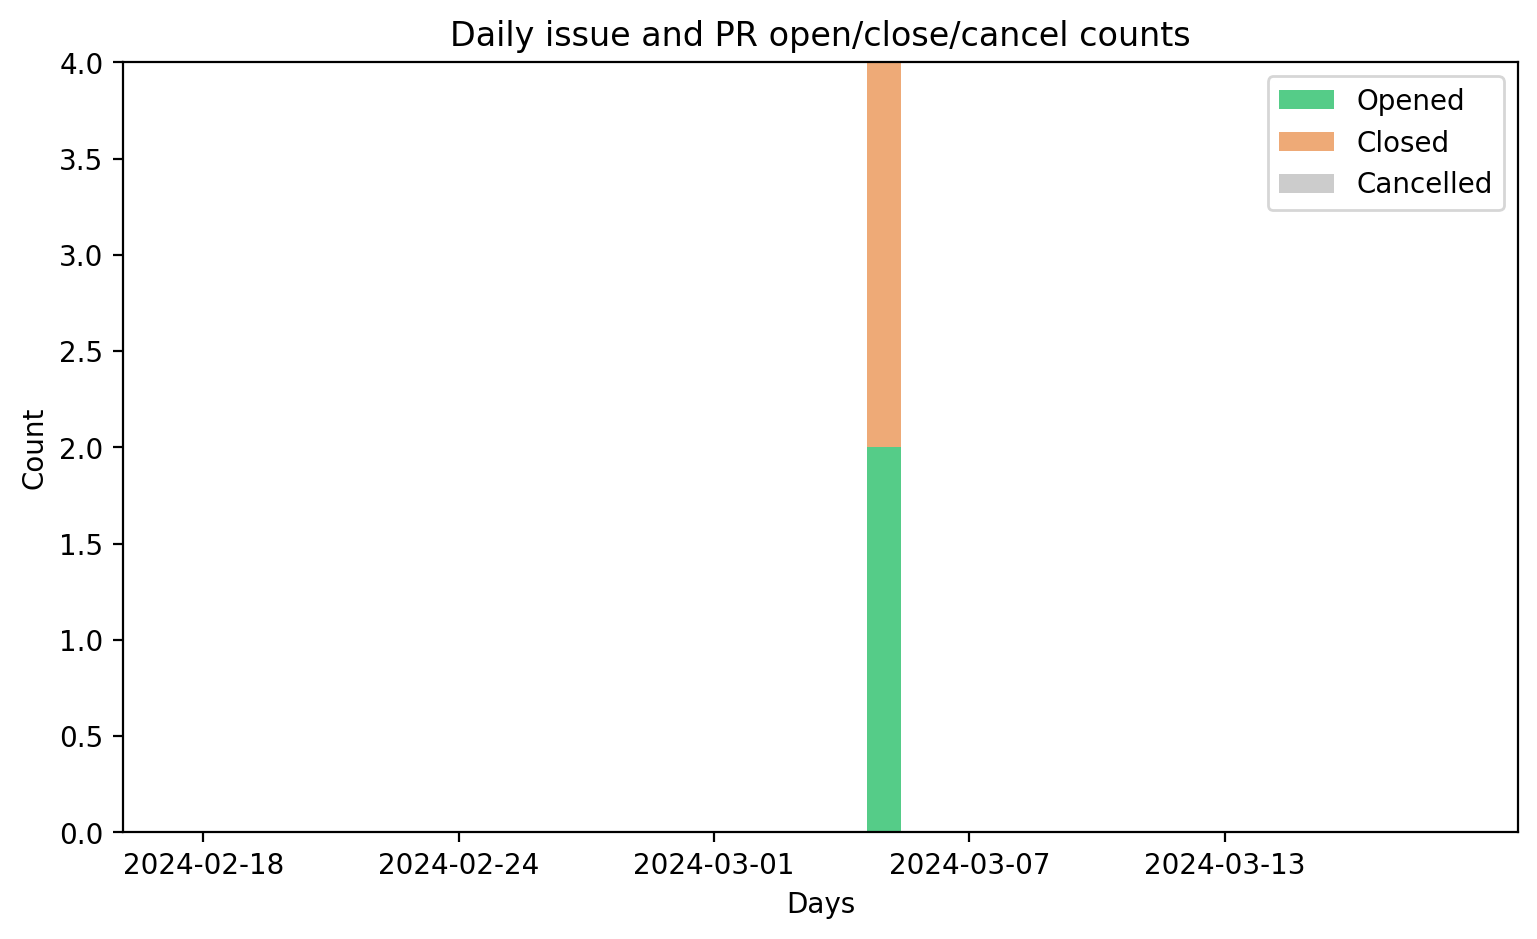 Daily issue and PR open/close/cancel counts
4.0
3.5
3.0
2.5
2.0
1.5
1.0
0.5
0.0
Count
Opened
Closed
Cancelled
2024-02-18 2024-02-24 2024-03-01 2024-03-07 2024-03-13
Days